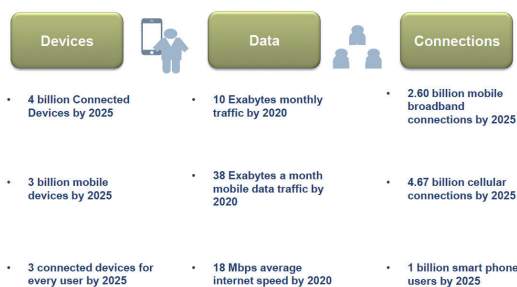 Devices
Data
Connections
• 4 billion Connected
Devices by 2025
• 3 billion mobile
devices by 2025
• 3 connected devices for
every user by 2025
• 10 Exabytes monthly
traffic by 2020
• 38 Exabytes a month
mobile data traffic by
2020
• 18 Mbps average
internet speed by 2020
• 2.60 billion mobile
broadband
connections by 2025
• 4.67 billion cellular
connections by 2025
• 1 billion smart phone
users by 2025